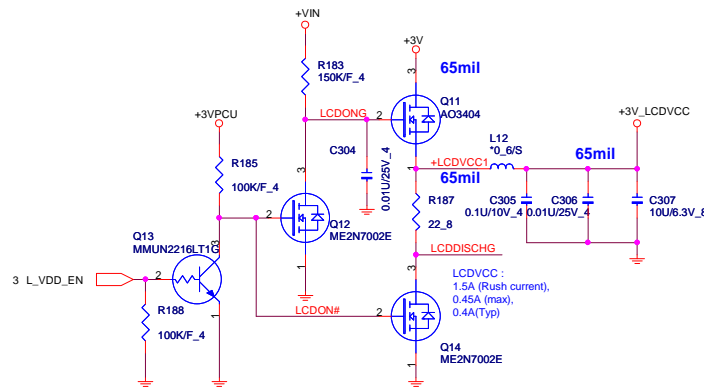 +VIN
+3V
R183
150K/F_4
3
65mil
+3VPCU
LCDONG
2
Q11
AO3404
+3V_LCDVCC
L12
*0_6/S
C304
0.01U/25V_4
R185
100K/F_4
3
1
+LCDVCC1
65mil
65mil
2
Q12
ME2N7002E
1
R187
22_8
C305
0.1U/10V_4
C306
0.01U/25V_4
C307
10U/6.3V_8
Q13
MMUN2216LT1G
3
3 L_VDD_EN
2
1
LCDDISCHG
3
LCDVCC :
1.5A (Rush current),
0.45A (max),
0.4A(Typ)
R188
100K/F_4
LCDON#
2
Q14
ME2N7002E
1